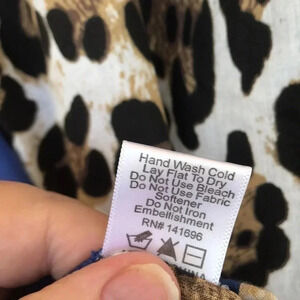 Hand Wash Cold
Lay Flat To Dry
Do Not Use Bleach
Do Not Use Fabric
Softener
Do Not Iron
Embellishment
RN# 141696